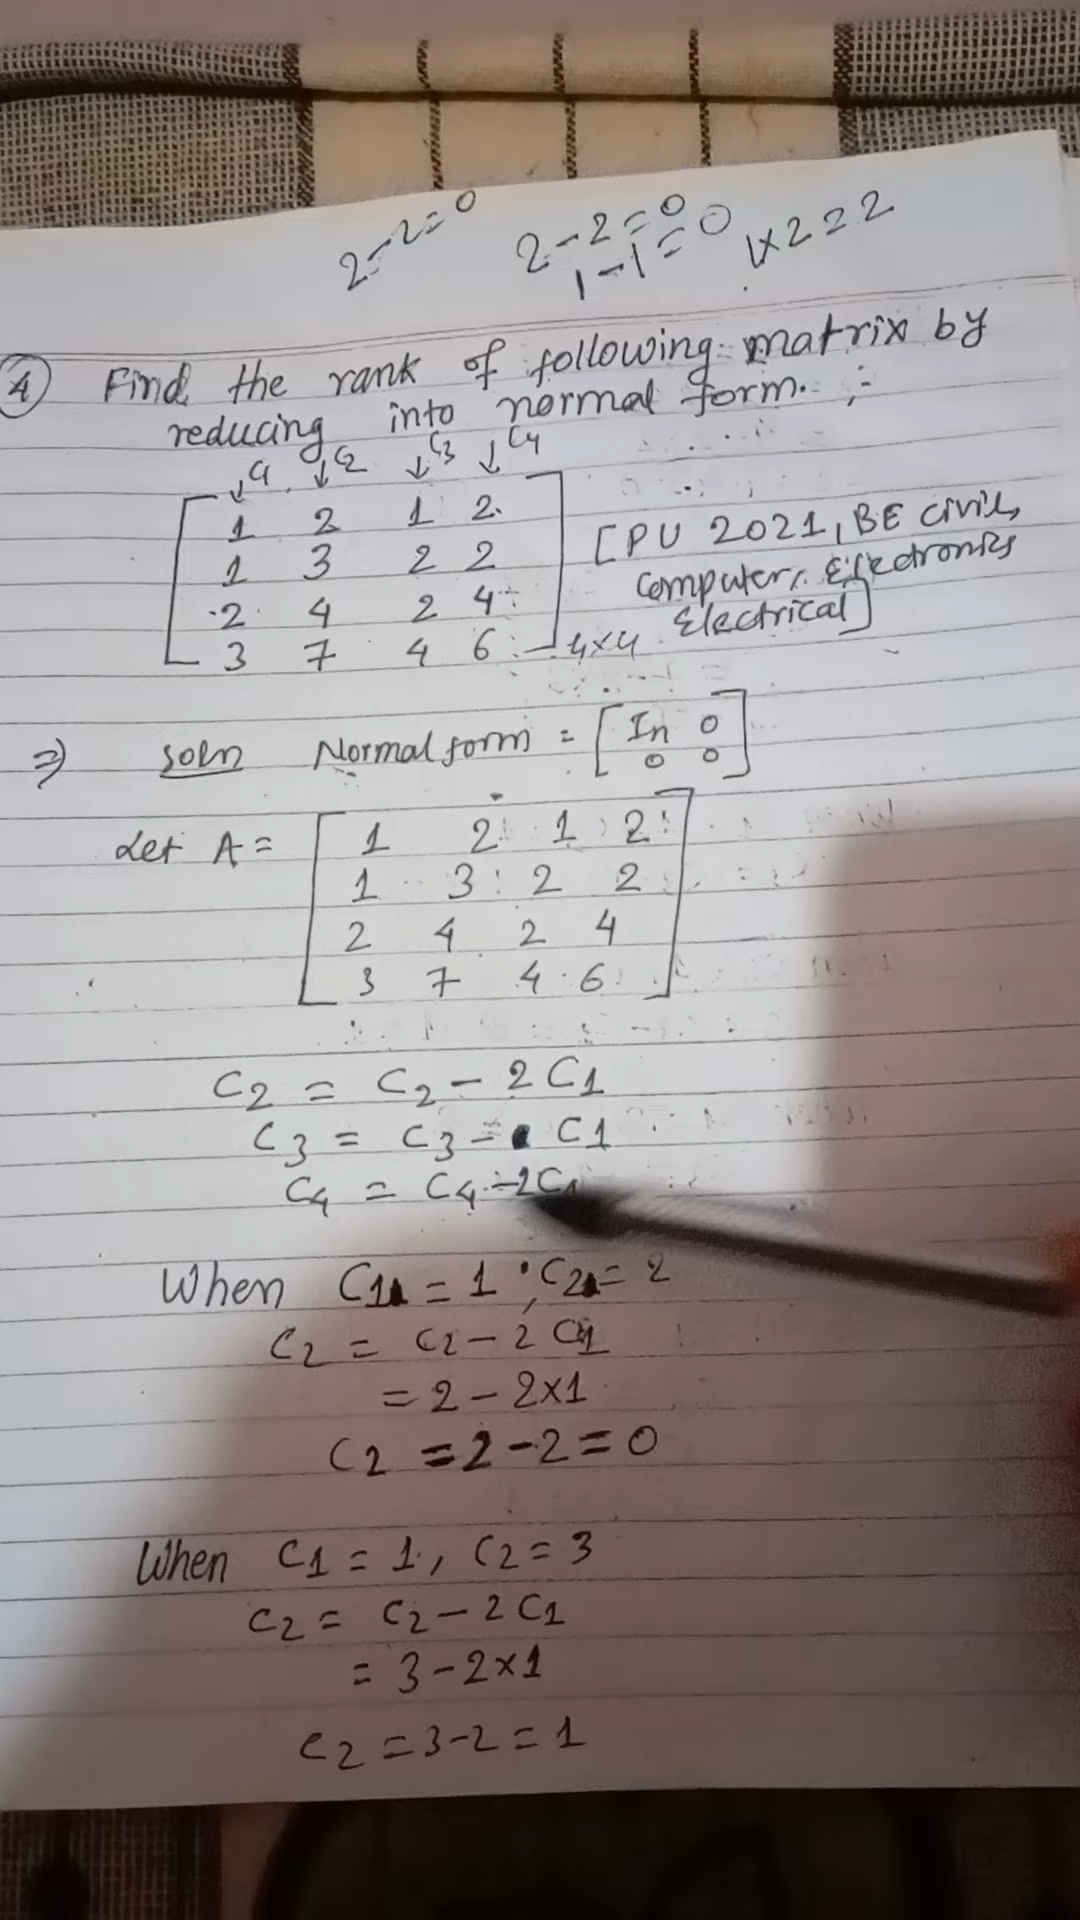 2-2=0
2-2=0
1-1=0
1×2=2
④ Find the rank of following matrix by
reducing into normal form. :-
↓C1 ↓C2 ↓C3 ↓C4
1 2 1 2
1 3 2 2
2 4 2 4
3 7 4 6 4×4
[PU 2021, BE civil,
Computer, Electronics
Electrical]
⇒ Soln Normal form = [In 0
0 0]
Let A =
1 2 1 2
1 3 2 2
2 4 2 4
3 7 4 6
C2 = C2 - 2C1
C3 = C3 - C1
C4 = C4 - 2C1
When C1 = 1, C2 = 2
C2 = C2 - 2C1
= 2 - 2×1
C2 = 2 - 2 = 0
When C1 = 1, C2 = 3
C2 = C2 - 2C1
= 3 - 2×1
C2 = 3 - 2 = 1